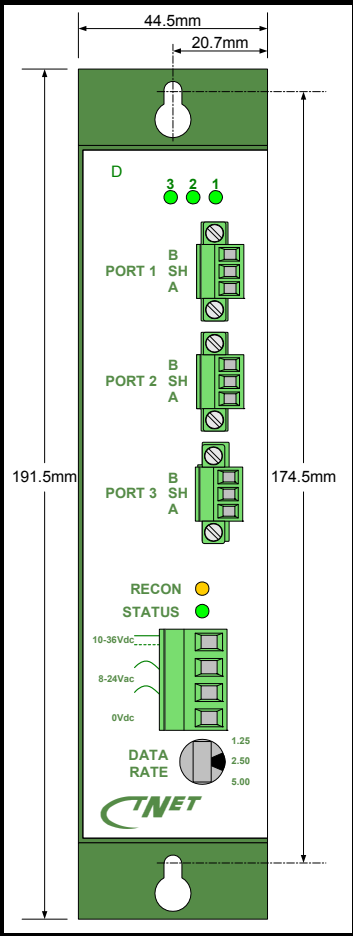 44.5mm
20.7mm
D
3 2 1
B
PORT 1 SH
A
B
PORT 2 SH
A
191.5mm
174.5mm
B
PORT 3 SH
A
RECON
STATUS
10-36Vdc
8-24Vac
0Vdc
1.25
DATA
2.50
RATE
5.00
CTNET